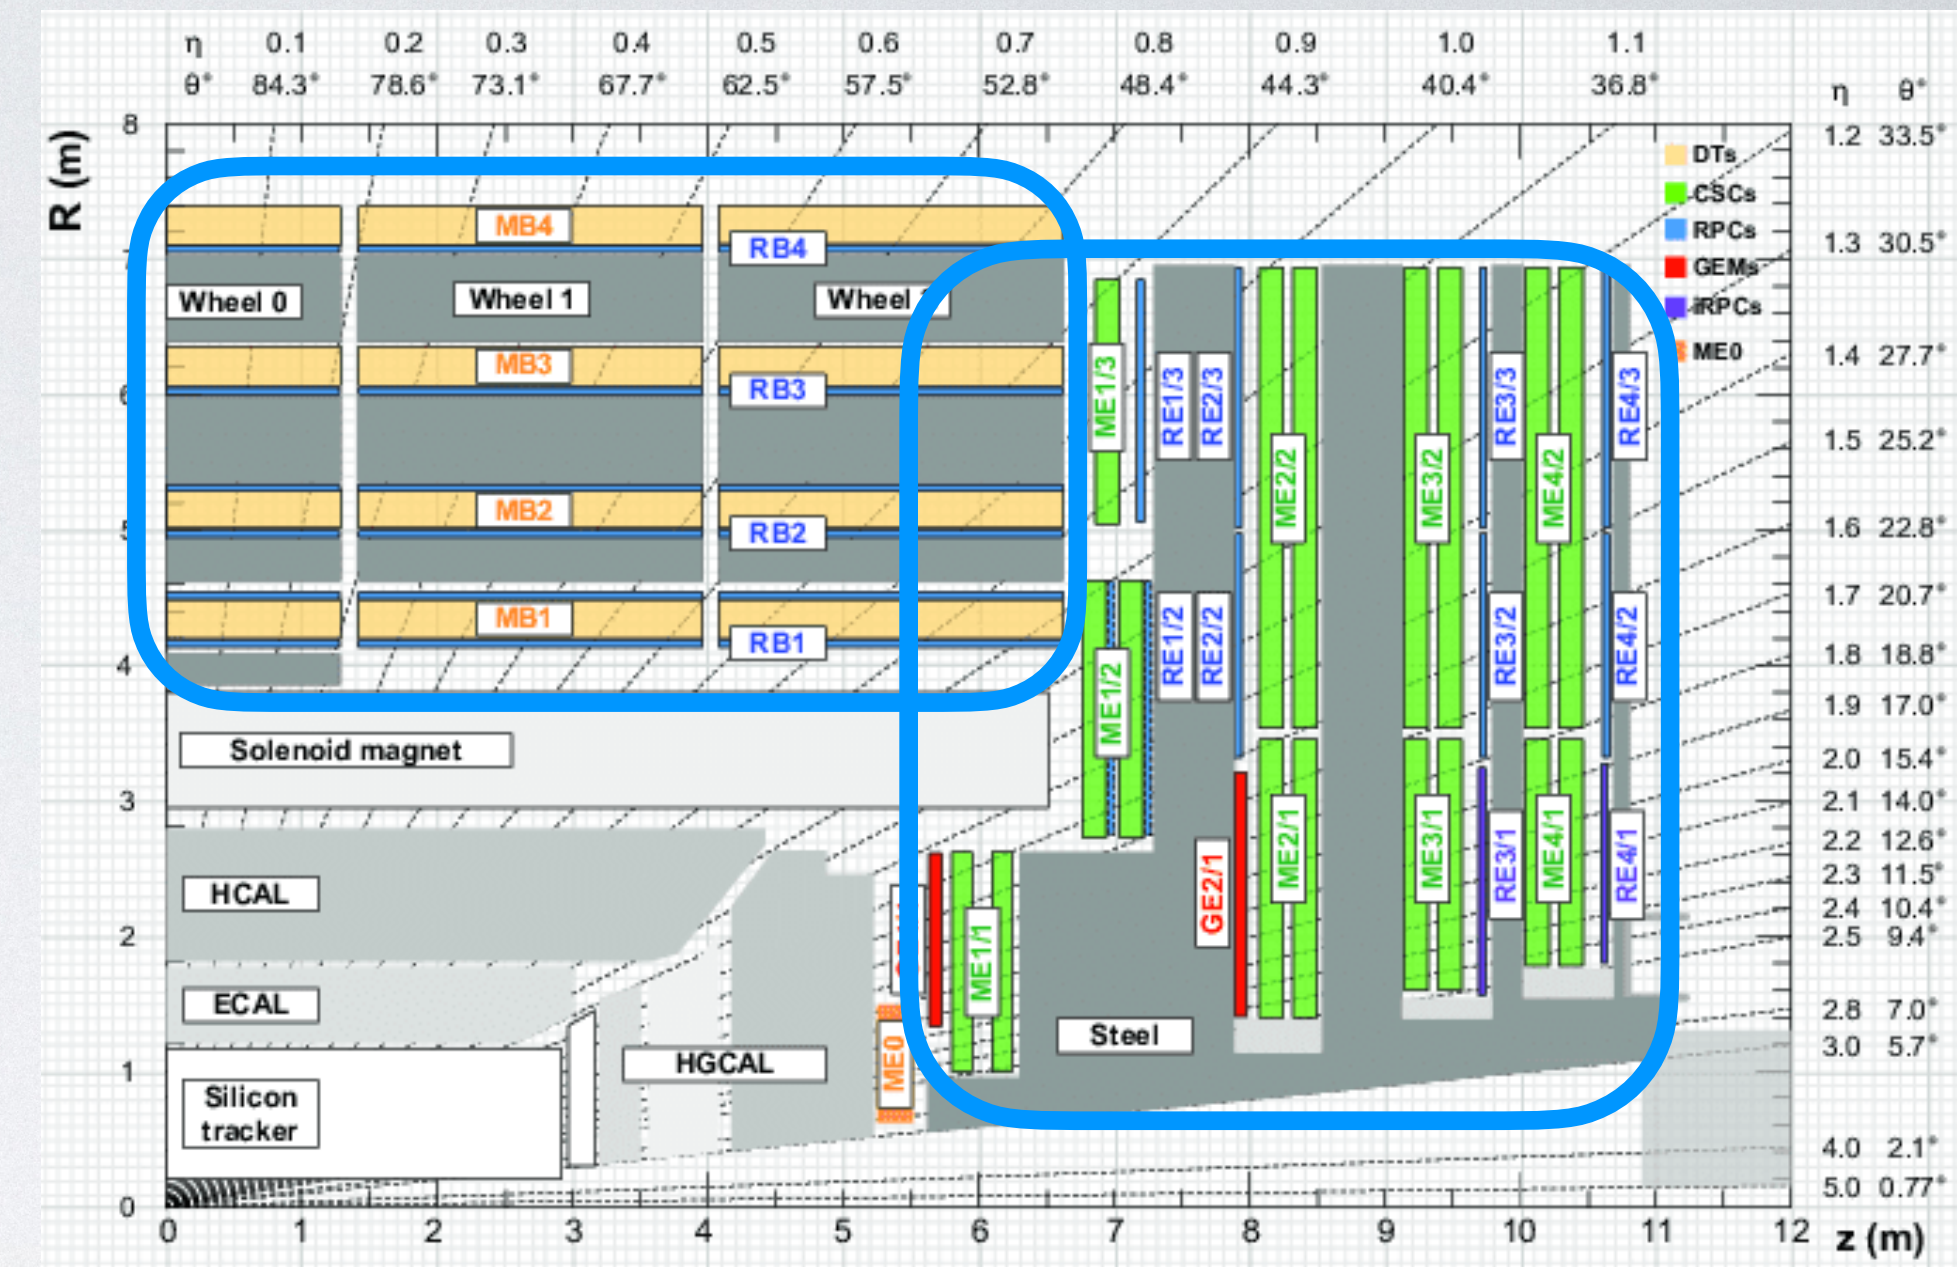 η 0.1 0.2 0.3 0.4 0.5 0.6 0.7 0.8 0.9 1.0 1.1
θ° 84.3° 78.6° 73.1° 67.7° 62.5° 57.5° 52.8° 48.4° 44.3° 40.4° 36.8°
η θ°
1.2 33.5°
1.3 30.5°
1.4 27.7°
1.5 25.2°
1.6 22.8°
1.7 20.7°
1.8 18.8°
1.9 17.0°
2.0 15.4°
2.1 14.0°
2.2 12.6°
2.3 11.5°
2.4 10.4°
2.5 9.4°
2.8 7.0°
3.0 5.7°
4.0 2.1°
5.0 0.77°
DTs
CSCs
RPCs
GEMs
iRPCs
ME0
R (m)
8
6
5
4
3
2
1
0
MB4
RB4
Wheel 0
Wheel 1
Wheel
MB3
RB3
MB2
RB2
MB1
RB1
Solenoid magnet
HCAL
ECAL
Silicon
tracker
HGCAL
Steel
ME0
ME1/1
ME1/2
ME1/3
RE1/3
RE2/3
RE1/2
RE2/2
GE2/1
ME2/2
ME2/1
ME3/2
ME3/1
RE3/3
RE3/2
RE3/1
ME4/2
ME4/1
RE4/3
RE4/2
RE4/1
0 1 2 3 4 5 6 7 8 9 10 11 12
z (m)